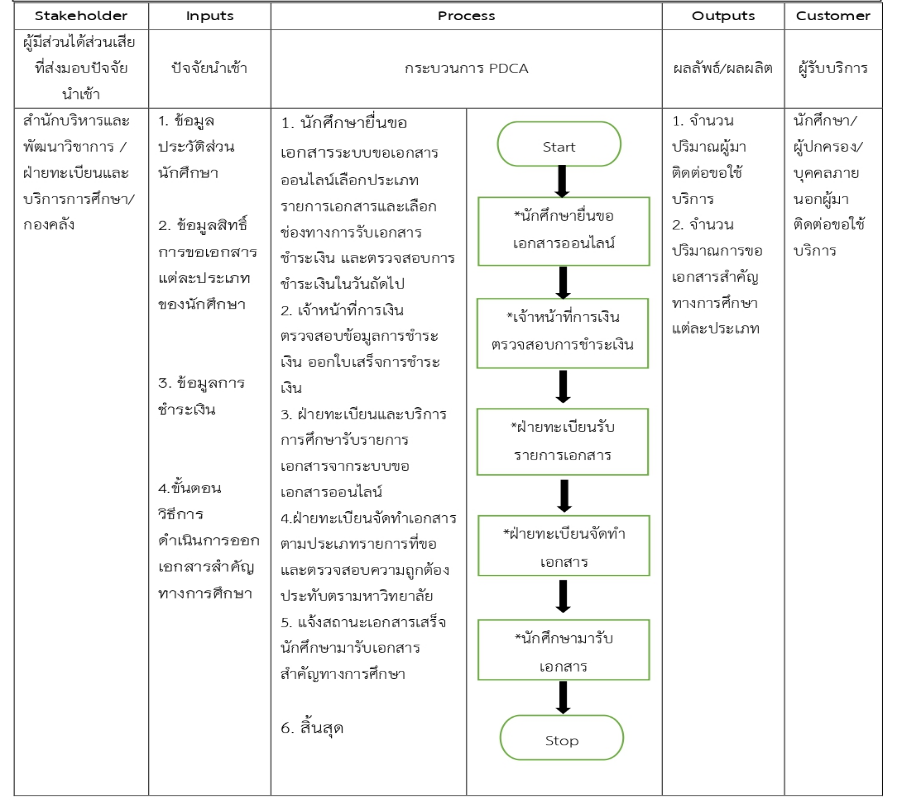 Stakeholder
Inputs
Process
Outputs
Customer
ผู้มีส่วนได้ส่วนเสีย
ที่ส่งมอบปัจจัย
นำเข้า
ปัจจัยนำเข้า
กระบวนการ PDCA
ผลลัพธ์/ผลผลิต
ผู้รับบริการ
สำนักบริหารและ
พัฒนาวิชาการ /
ฝ่ายทะเบียนและ
บริการการศึกษา/
กองคลัง
1. ข้อมูล
ประวัติส่วน
นักศึกษา
2. ข้อมูลสิทธิ์
การขอเอกสาร
แต่ละประเภท
ของนักศึกษา
3. ข้อมูลการ
ชำระเงิน
4.ขั้นตอน
วิธีการ
ดำเนินการออก
เอกสารสำคัญ
ทางการศึกษา
1. นักศึกษายื่นขอ
เอกสารระบบขอเอกสาร
ออนไลน์เลือกประเภท
รายการเอกสารและเลือก
ช่องทางการรับเอกสาร
ชำระเงิน และตรวจสอบการ
ชำระเงินในวันถัดไป
2. เจ้าหน้าที่การเงิน
ตรวจสอบข้อมูลการชำระ
เงิน ออกใบเสร็จการชำระ
เงิน
3. ฝ่ายทะเบียนและบริการ
การศึกษารับรายการ
เอกสารจากระบบขอ
เอกสารออนไลน์
4.ฝ่ายทะเบียนจัดทำเอกสาร
ตามประเภทรายการที่ขอ
และตรวจสอบความถูกต้อง
ประทับตรามหาวิทยาลัย
5. แจ้งสถานะเอกสารเสร็จ
นักศึกษามารับเอกสาร
สำคัญทางการศึกษา
6. สิ้นสุด
Start
*นักศึกษายื่นขอ
เอกสารออนไลน์
*เจ้าหน้าที่การเงิน
ตรวจสอบการชำระเงิน
*ฝ่ายทะเบียนรับ
รายการเอกสาร
*ฝ่ายทะเบียนจัดทำ
เอกสาร
*นักศึกษามารับ
เอกสาร
Stop
1. จำนวน
ปริมาณผู้มา
ติดต่อขอใช้
บริการ
2. จำนวน
ปริมาณการขอ
เอกสารสำคัญ
ทางการศึกษา
แต่ละประเภท
นักศึกษา/
ผู้ปกครอง/
บุคคลภาย
นอกผู้มา
ติดต่อขอใช้
บริการ